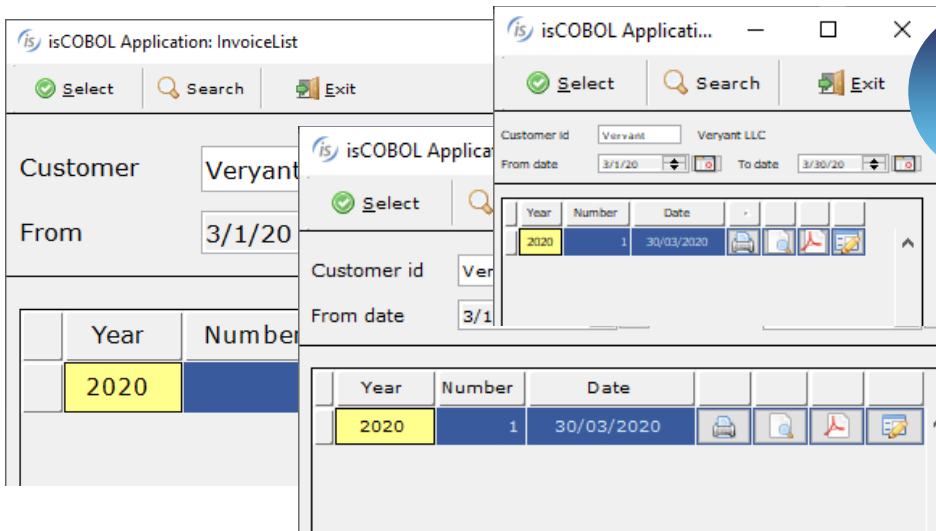 isCOBOL Application: InvoiceList
Select Search Exit
Customer Veryant
From 3/1/20
Year Number
2020
isCOBOL Applicat
Select
Customer id Ver
From date 3/1
Year Number Date
2020 1 30/03/2020
isCOBOL Applicati...
Select Search Exit
Customer id Veryant Veryant LLC
From date 3/1/20 To date 3/30/20
Year Number Date
2020 1 30/03/2020